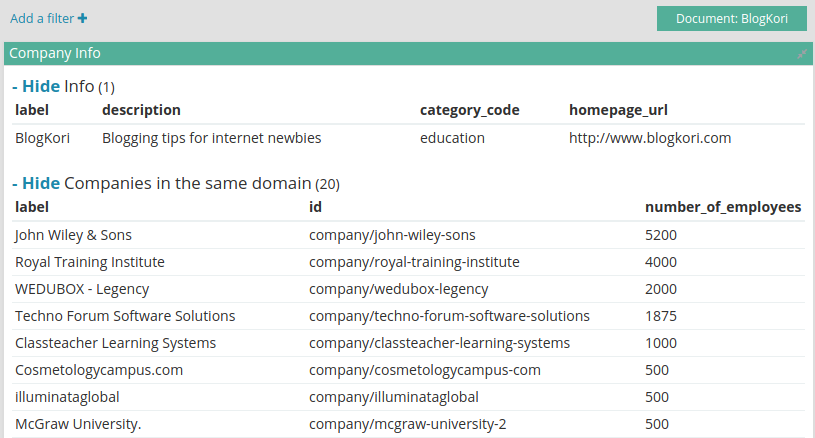 Add a filter +
Document: BlogKori
Company Info
- Hide Info (1)
label description category_code homepage_url
BlogKori Blogging tips for internet newbies education http://www.blogkori.com
- Hide Companies in the same domain (20)
label id number_of_employees
John Wiley & Sons company/john-wiley-sons 5200
Royal Training Institute company/royal-training-institute 4000
WEDUBOX - Legency company/wedubox-legency 2000
Techno Forum Software Solutions company/techno-forum-software-solutions 1875
Classteacher Learning Systems company/classteacher-learning-systems 1000
Cosmetologycampus.com company/cosmetologycampus-com 500
illuminataglobal company/illuminataglobal 500
McGraw University. company/mcgraw-university-2 500